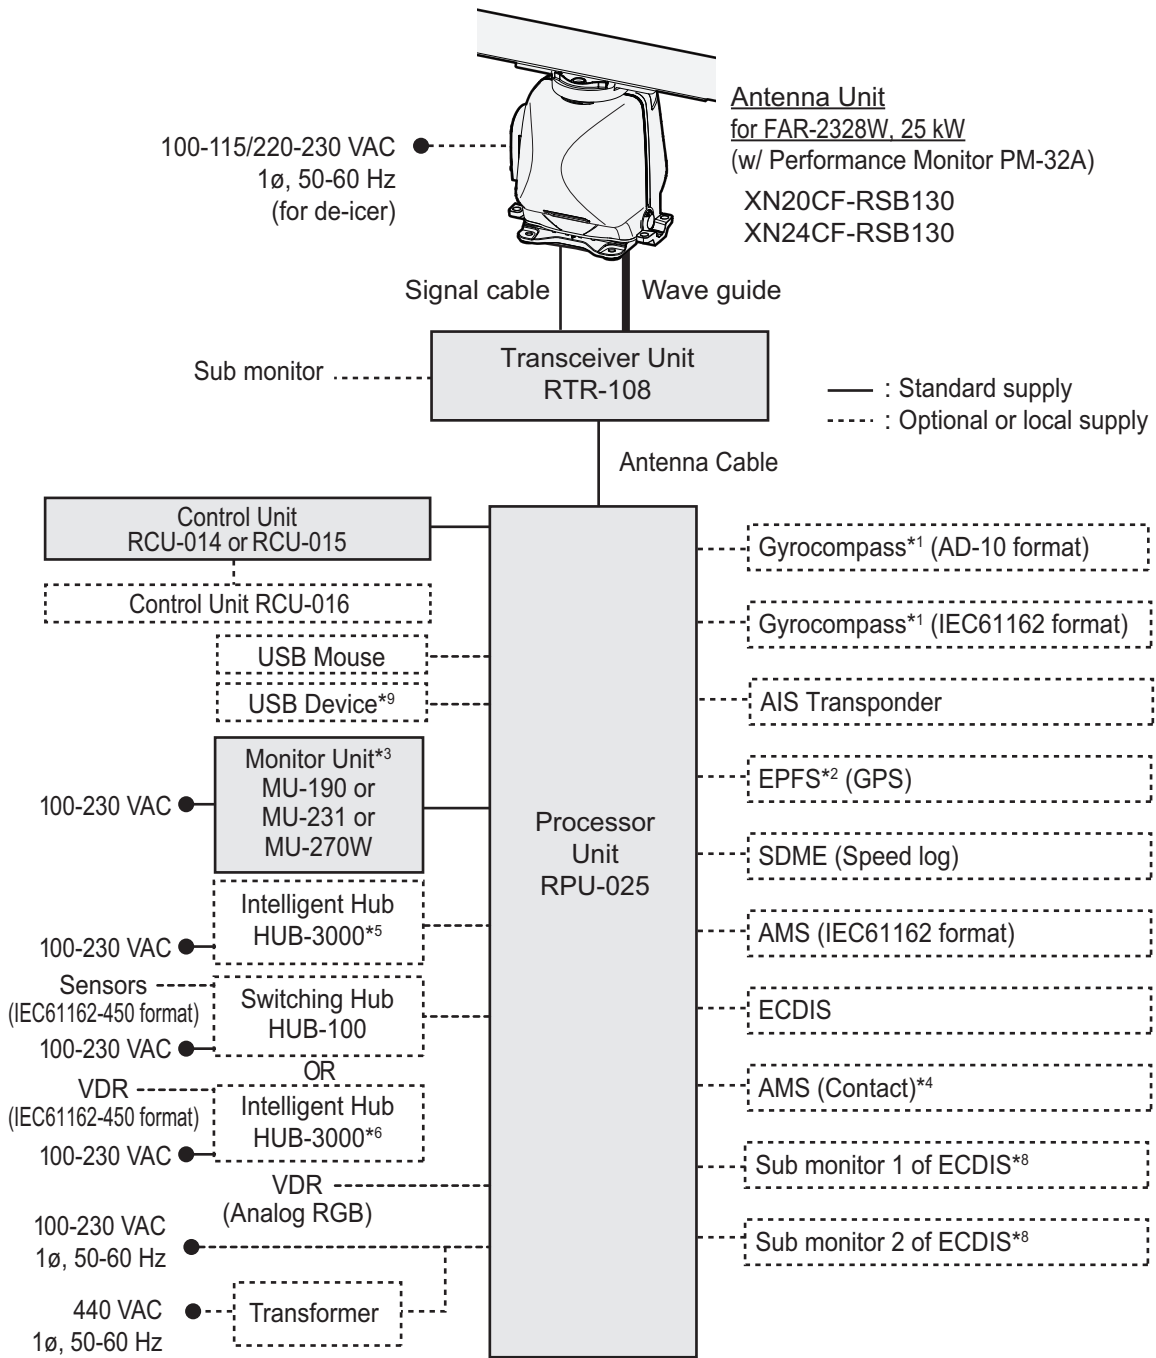 Antenna Unit
for FAR-2328W, 25 kW
(w/ Performance Monitor PM-32A)
XN20CF-RSB130
XN24CF-RSB130
100-115/220-230 VAC
1ø, 50-60 Hz
(for de-icer)
Signal cable
Wave guide
Transceiver Unit
RTR-108
Sub monitor
: Standard supply
: Optional or local supply
Antenna Cable
Control Unit
RCU-014 or RCU-015
Control Unit RCU-016
USB Mouse
USB Device*9
Monitor Unit*3
MU-190 or
MU-231 or
MU-270W
100-230 VAC
Intelligent Hub
HUB-3000*5
100-230 VAC
Sensors
(IEC61162-450 format)
Switching Hub
HUB-100
100-230 VAC
OR
VDR
(IEC61162-450 format)
Intelligent Hub
HUB-3000*6
100-230 VAC
VDR
(Analog RGB)
100-230 VAC
1ø, 50-60 Hz
440 VAC
1ø, 50-60 Hz
Transformer
Processor
Unit
RPU-025
Gyrocompass*1 (AD-10 format)
Gyrocompass*1 (IEC61162 format)
AIS Transponder
EPFS*2 (GPS)
SDME (Speed log)
AMS (IEC61162 format)
ECDIS
AMS (Contact)*4
Sub monitor 1 of ECDIS*8
Sub monitor 2 of ECDIS*8